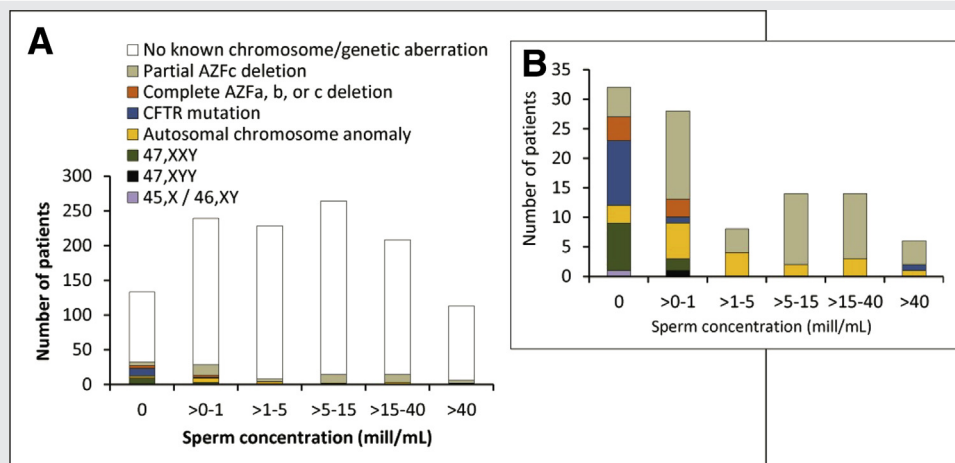 A
No known chromosome/genetic aberration
Partial AZFc deletion
Complete AZFa, b, or c deletion
CFTR mutation
Autosomal chromosome anomaly
47,XXY
47,XYY
45,X / 46,XY
300
250
200
150
100
50
0
Number of patients
0 >0-1 >1-5 >5-15 >15-40 >40
Sperm concentration (mill/mL)
B
35
30
25
20
15
10
5
0
Number of patients
0 >0-1 >1-5 >5-15 >15-40 >40
Sperm concentration (mill/mL)